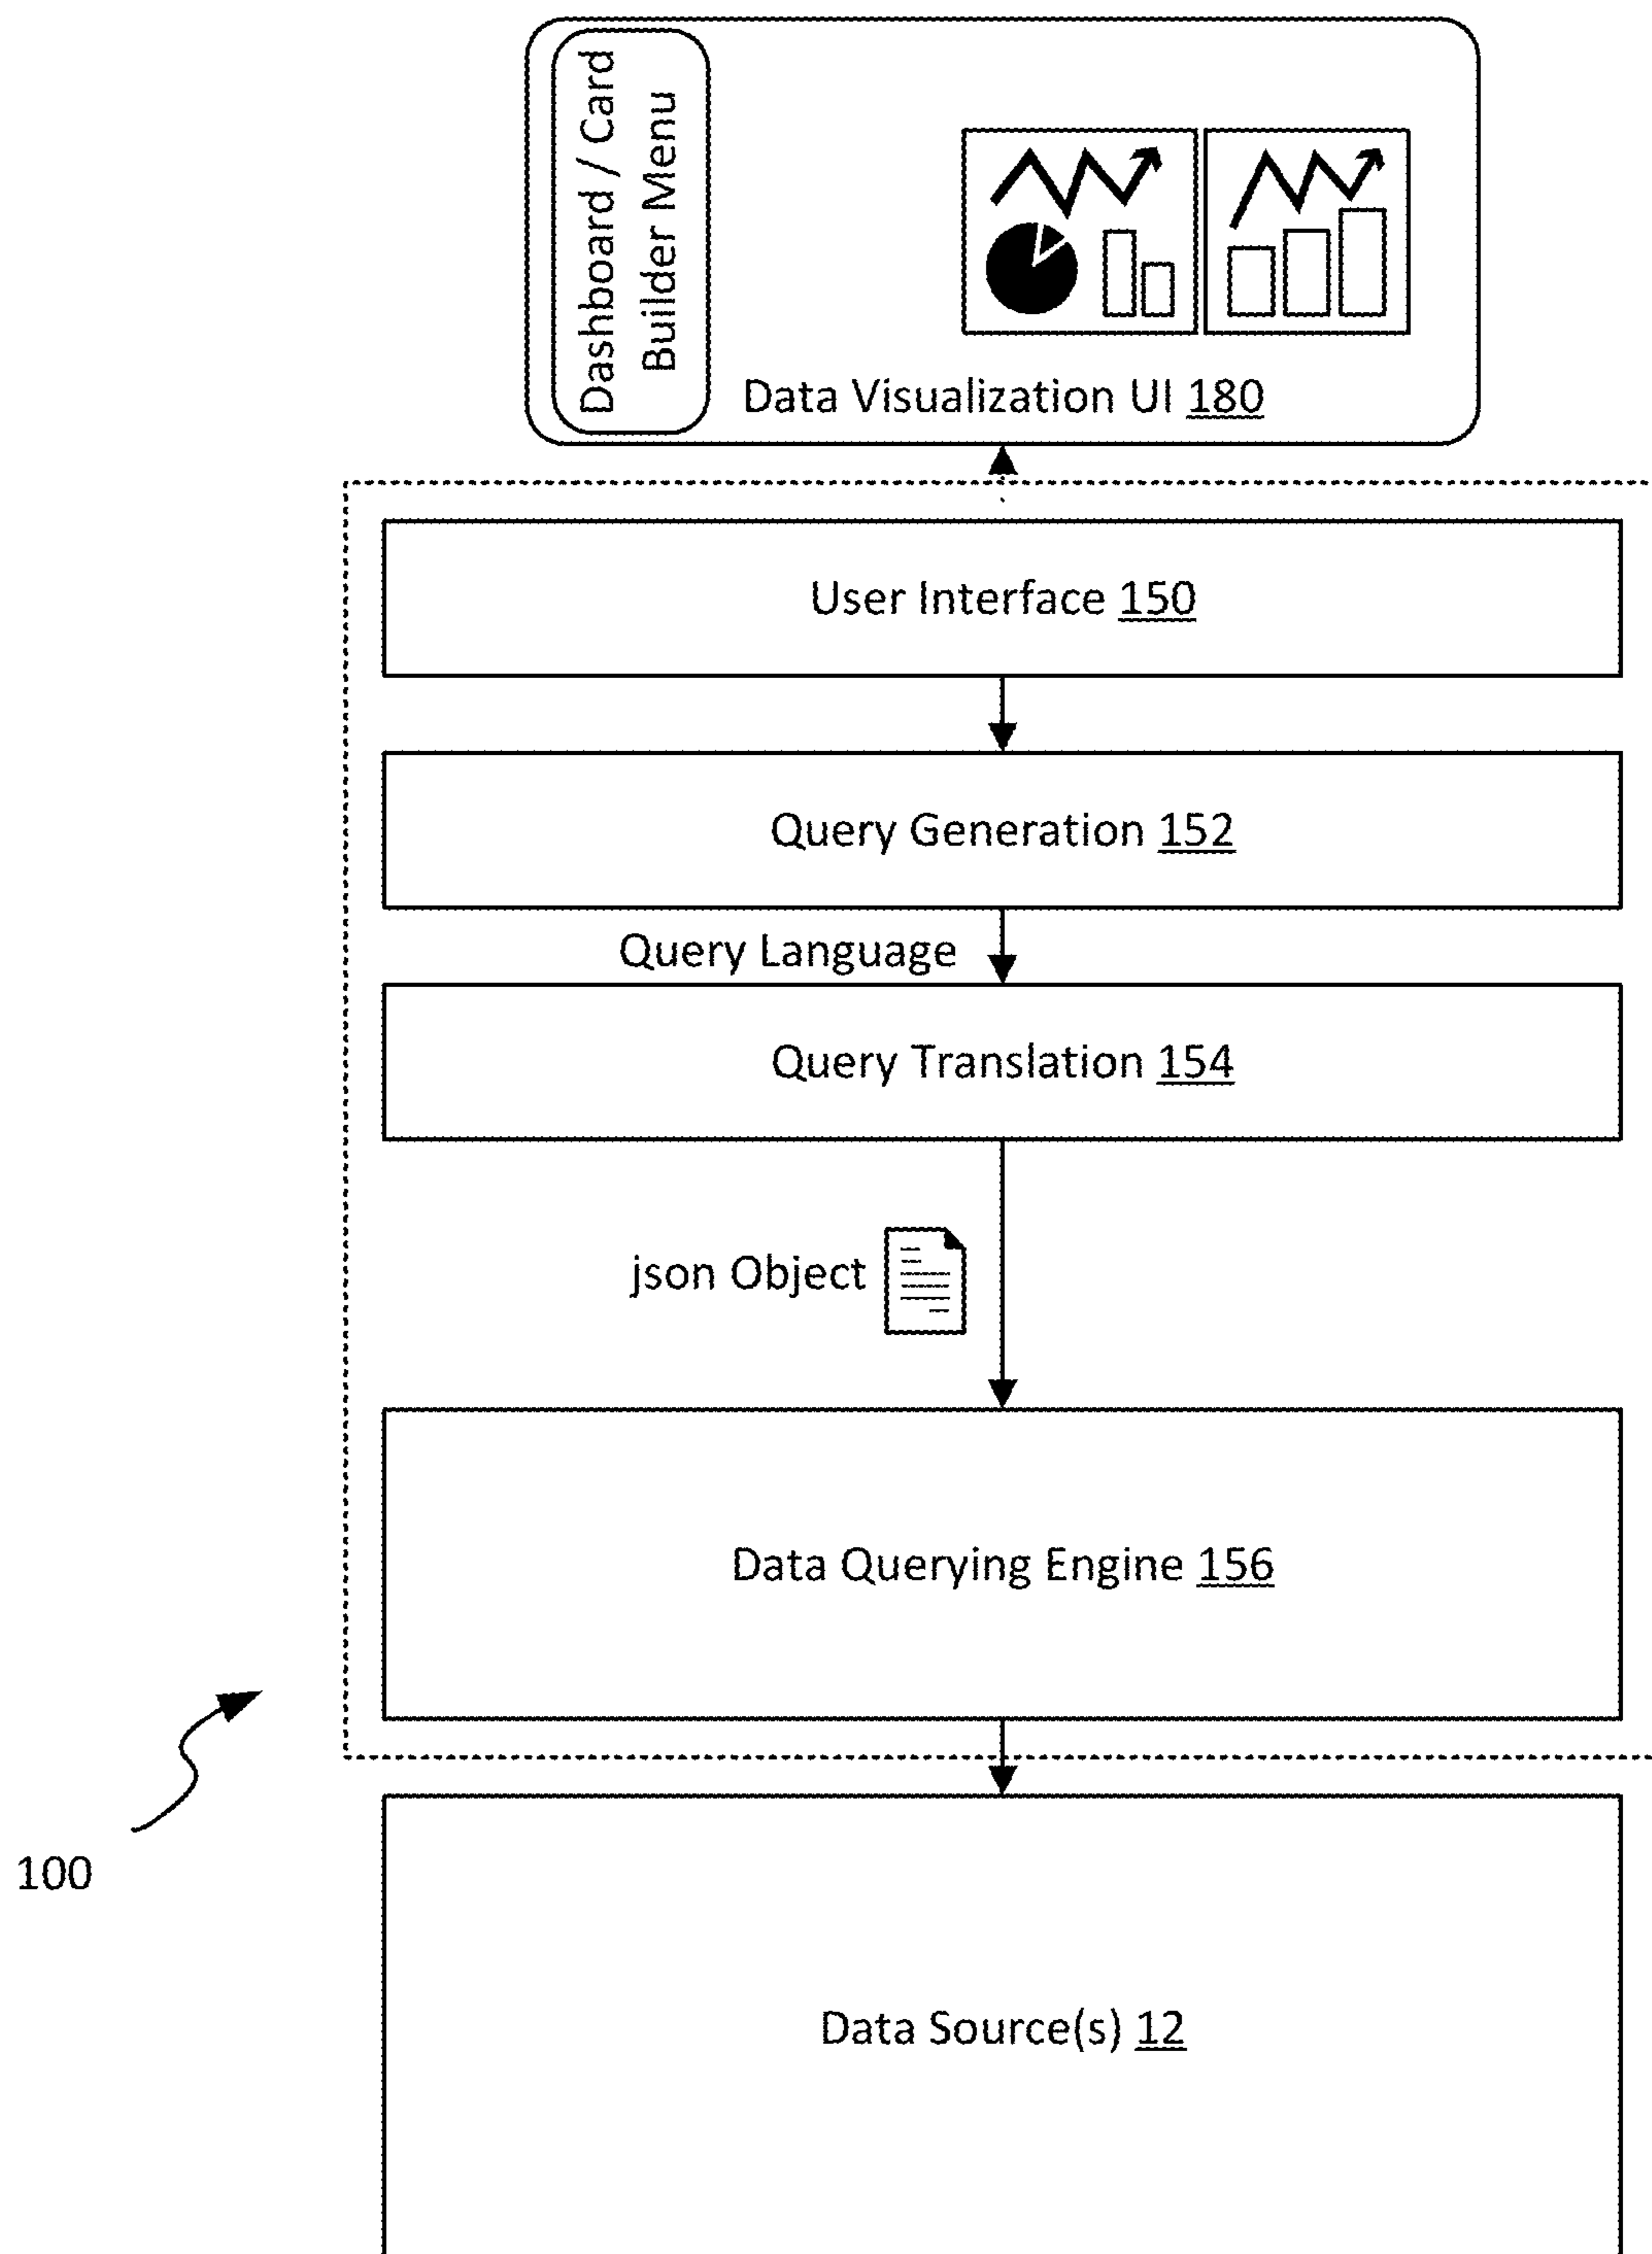 Dashboard / Card
Builder Menu
Data Visualization UI 180
User Interface 150
Query Generation 152
Query Language
Query Translation 154
json Object
Data Querying Engine 156
100
Data Source(s) 12